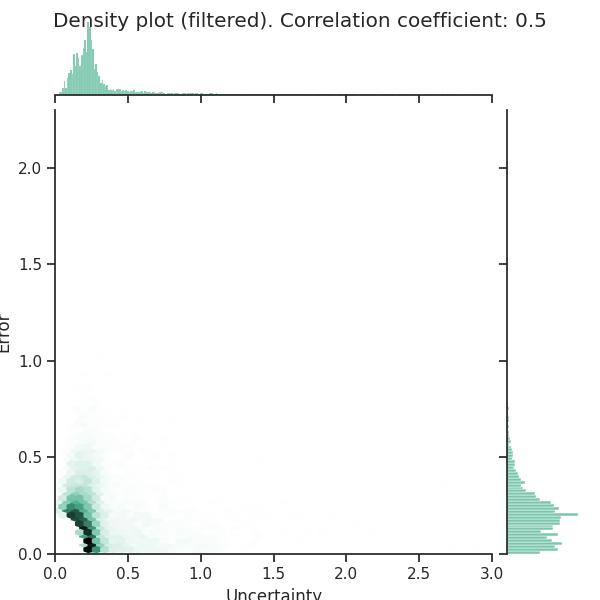 Density plot (filtered). Correlation coefficient: 0.5
2.0
1.5
1.0
0.5
0.0
Error
0.0 0.5 1.0 1.5 2.0 2.5 3.0
Uncertainty